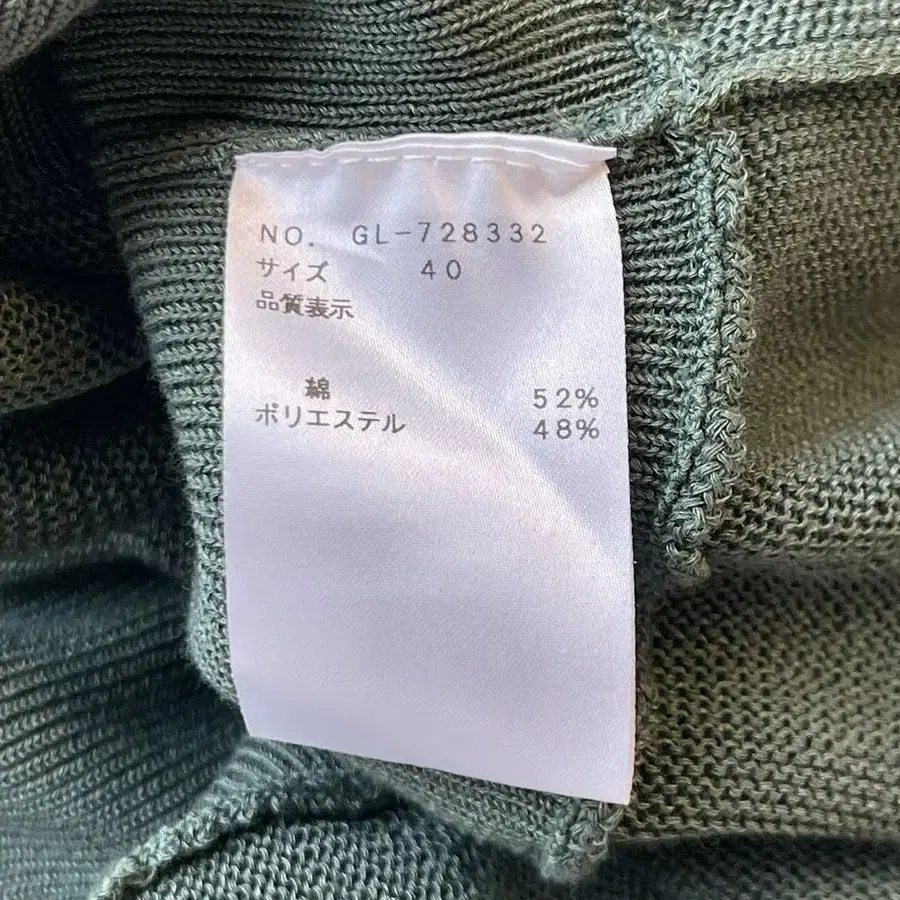 NO. GL-728332
サイズ 40
品質表示
綿 52%
ポリエステル 48%